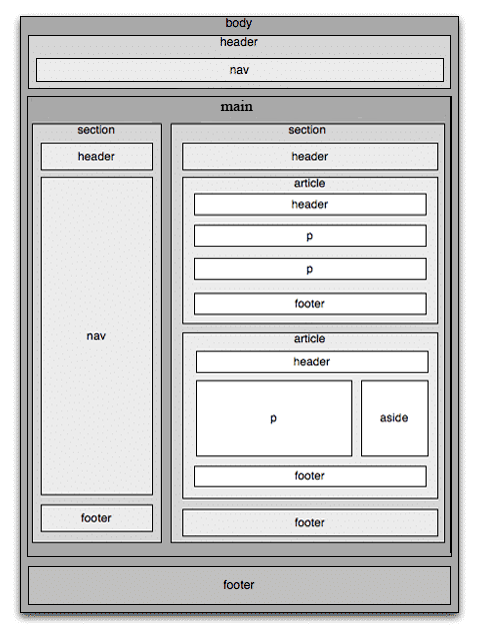 body
header
nav
main
section
header
nav
footer
section
header
article
header
p
p
footer
article
header
p
aside
footer
footer
footer